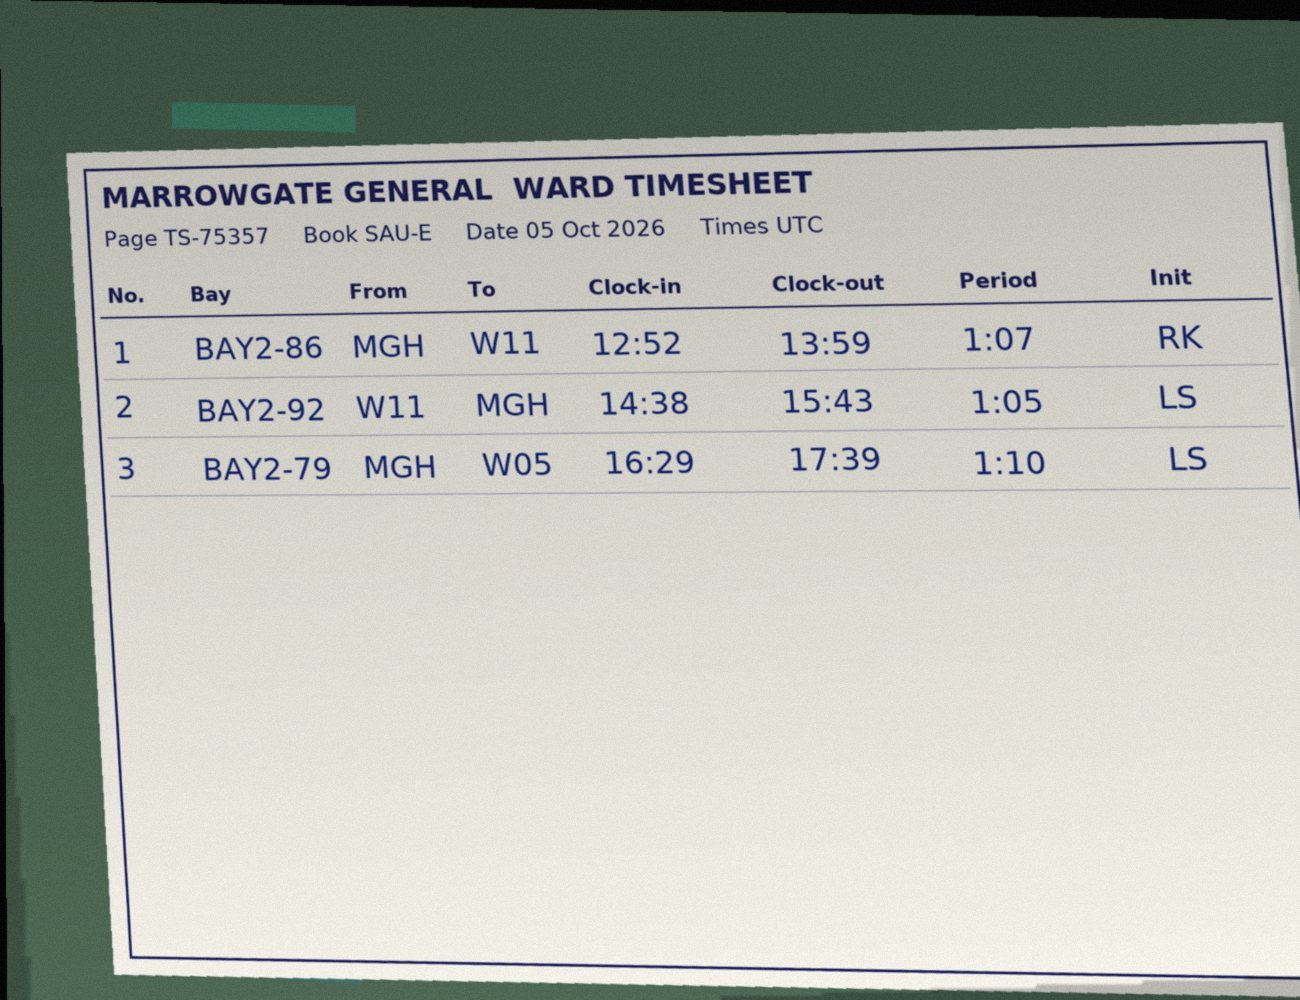 MARROWGATE GENERAL WARD TIMESHEET
Page TS-75357 Book SAU-E Date 05 Oct 2026 Times UTC
No. Bay From To Clock-in Clock-out Period Init
1 BAY2-86 MGH W11 12:52 13:59 1:07 RK
2 BAY2-92 W11 MGH 14:38 15:43 1:05 LS
3 BAY2-79 MGH W05 16:29 17:39 1:10 LS